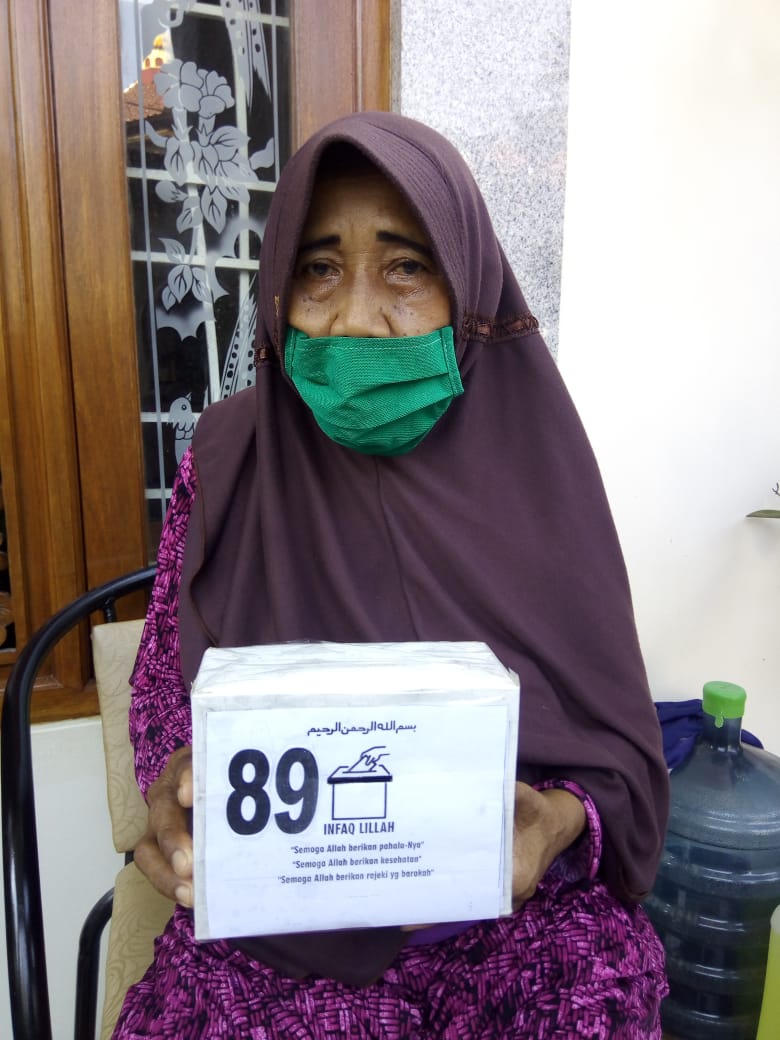 بسم الله الرحمن الرحيم
89
INFAQ LILLAH
"Semoga Allah berikan pahala-Nya"
"Semoga Allah berikan kesehatan"
"Semoga Allah berikan rejeki yg barakah"